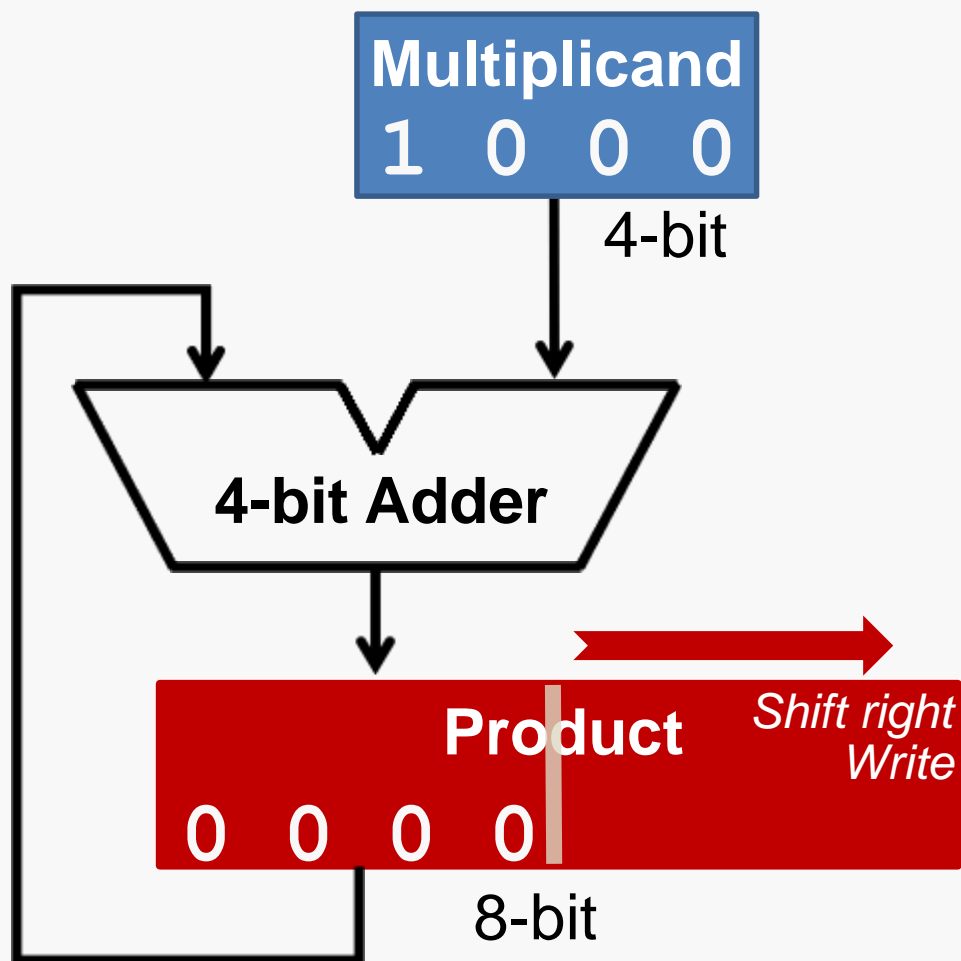 Multiplicand
1 0 0 0
4-bit
4-bit Adder
Product
Shift right
Write
0 0 0 0
8-bit